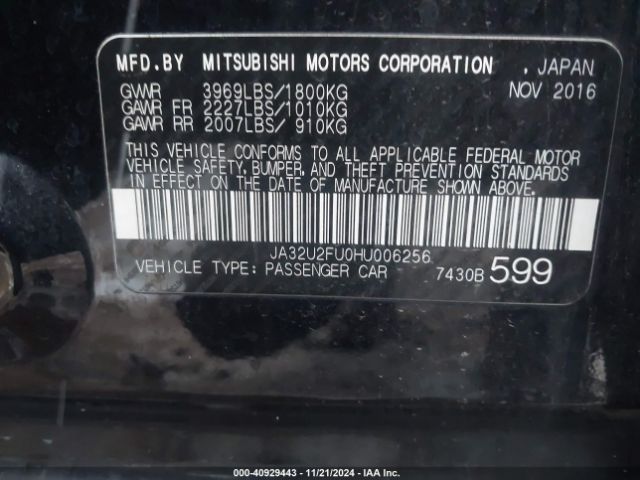 MFD.BY MITSUBISHI MOTORS CORPORATION , JAPAN
GVWR 3969LBS/1800KG NOV 2016
GAWR FR 2227LBS/1010KG
GAWR RR 2007LBS/ 910KG
THIS VEHICLE CONFORMS TO ALL APPLICABLE FEDERAL MOTOR
VEHICLE SAFETY, BUMPER, AND THEFT PREVENTION STANDARDS
IN EFFECT ON THE DATE OF MANUFACTURE SHOWN ABOVE.
JA32U2FU0HU006256
VEHICLE TYPE: PASSENGER CAR 7430B 599
000-40929443 - 11/21/2024 - IAA Inc.